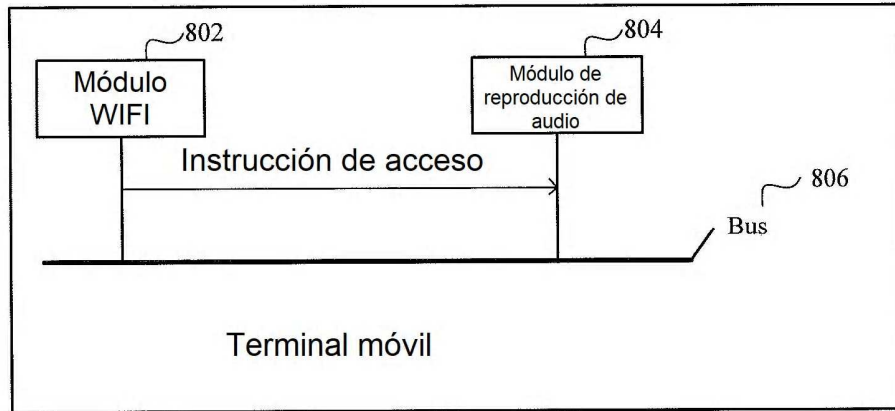 802
Módulo
WIFI
804
Módulo de
reproducción de
audio
Instrucción de acceso
806
Bus
Terminal móvil